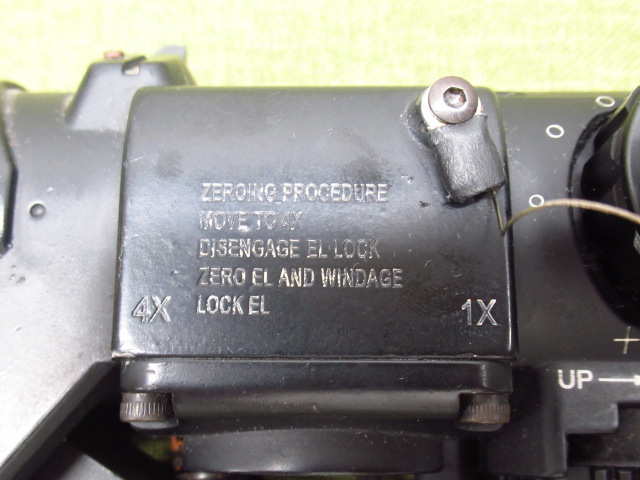 ZEROING PROCEDURE
MOVE TO 4X
DISENGAGE EL LOCK
ZERO EL AND WINDAGE
LOCK EL
4X
1X
+
UP →